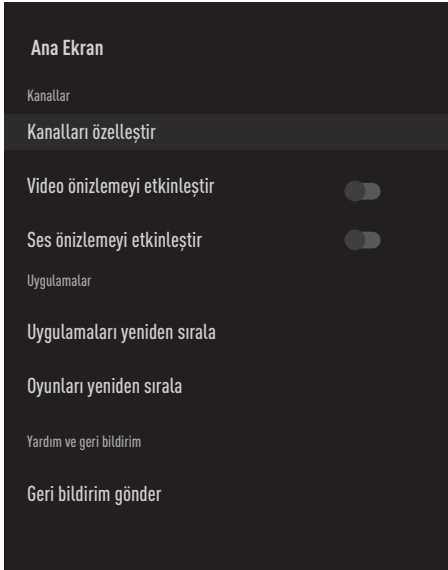 Ana Ekran
Kanallar
Kanalları özelleştir
Video önizlemeyi etkinleştir
Ses önizlemeyi etkinleştir
Uygulamalar
Uygulamaları yeniden sırala
Oyunları yeniden sırala
Yardım ve geri bildirim
Geri bildirim gönder